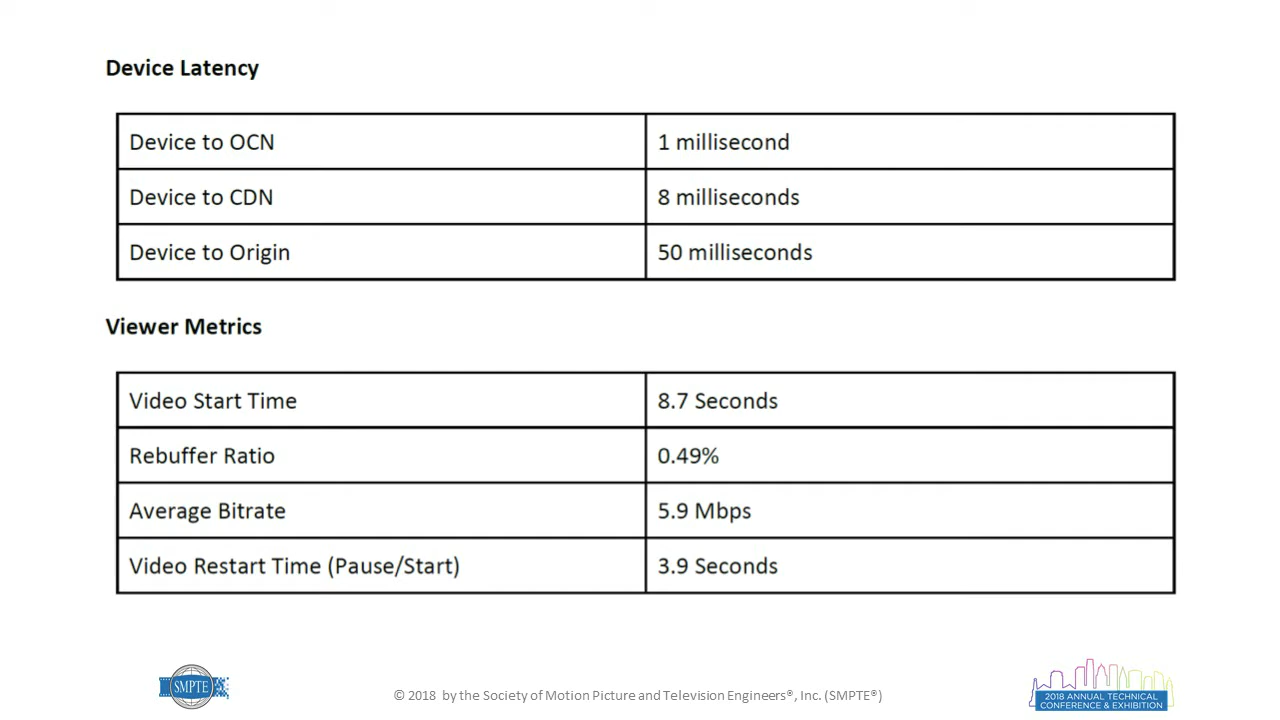 Device Latency
Device to OCN 1 millisecond
Device to CDN 8 milliseconds
Device to Origin 50 milliseconds
Viewer Metrics
Video Start Time 8.7 Seconds
Rebuffer Ratio 0.49%
Average Bitrate 5.9 Mbps
Video Restart Time (Pause/Start) 3.9 Seconds
SMPTE
© 2018 by the Society of Motion Picture and Television Engineers®, Inc. (SMPTE®)
2018 ANNUAL TECHNICAL
CONFERENCE & EXHIBITION